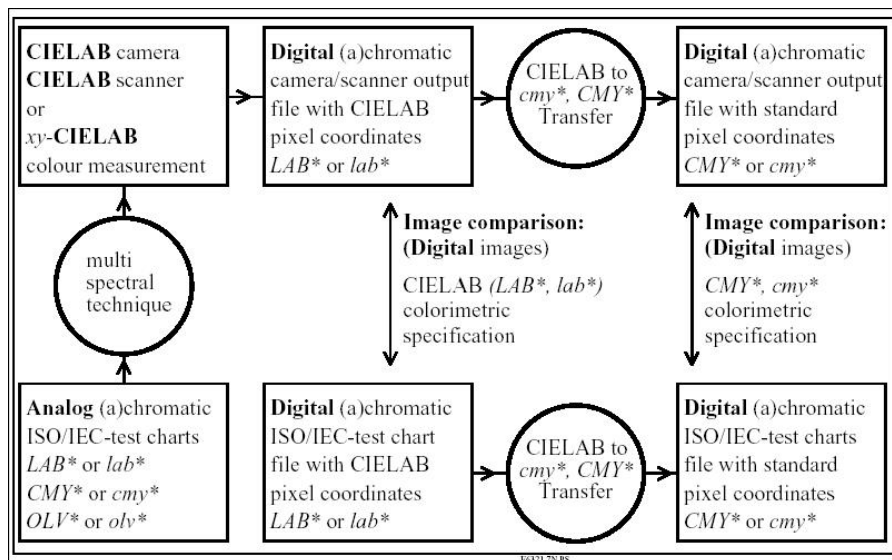 CIELAB camera
CIELAB scanner
or
xy-CIELAB
colour measurement
Digital (a)chromatic
camera/scanner output
file with CIELAB
pixel coordinates
LAB* or lab*
CIELAB to
cmy*, CMY*
Transfer
Digital (a)chromatic
camera/scanner output
file with standard
pixel coordinates
CMY* or cmy*
multi
spectral
technique
Image comparison:
(Digital images)
CIELAB (LAB*, lab*)
colorimetric
specification
Image comparison:
(Digital images)
CMY*, cmy*
colorimetric
specification
Analog (a)chromatic
ISO/IEC-test charts
LAB* or lab*
CMY* or cmy*
OLV* or olv*
Digital (a)chromatic
ISO/IEC-test chart
file with CIELAB
pixel coordinates
LAB* or lab*
CIELAB to
cmy*, CMY*
Transfer
Digital (a)chromatic
ISO/IEC-test charts
file with standard
pixel coordinates
CMY* or cmy*